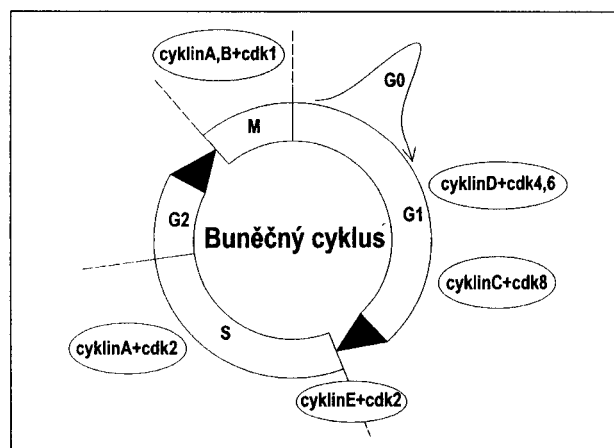 cyklinA,B+cdk1
G0
M
cyklinD+cdk4,6
G1
G2
Buněčný cyklus
cyklinC+cdk8
S
cyklinA+cdk2
cyklinE+cdk2